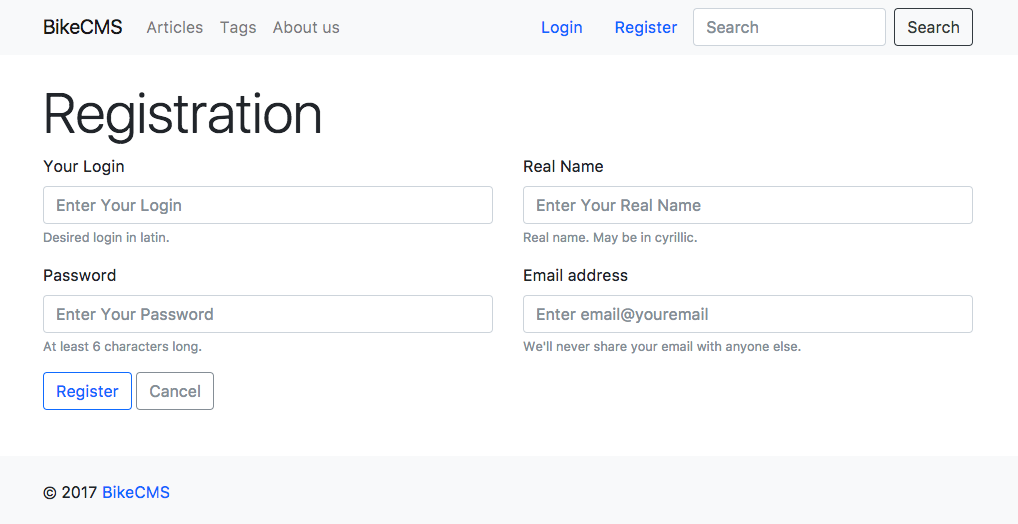 BikeCMS Articles Tags About us Login Register Search Search
Registration
Your Login Real Name
Enter Your Login Enter Your Real Name
Desired login in latin. Real name. May be in cyrillic.
Password Email address
Enter Your Password Enter email@youremail
At least 6 characters long. We'll never share your email with anyone else.
Register Cancel
© 2017 BikeCMS